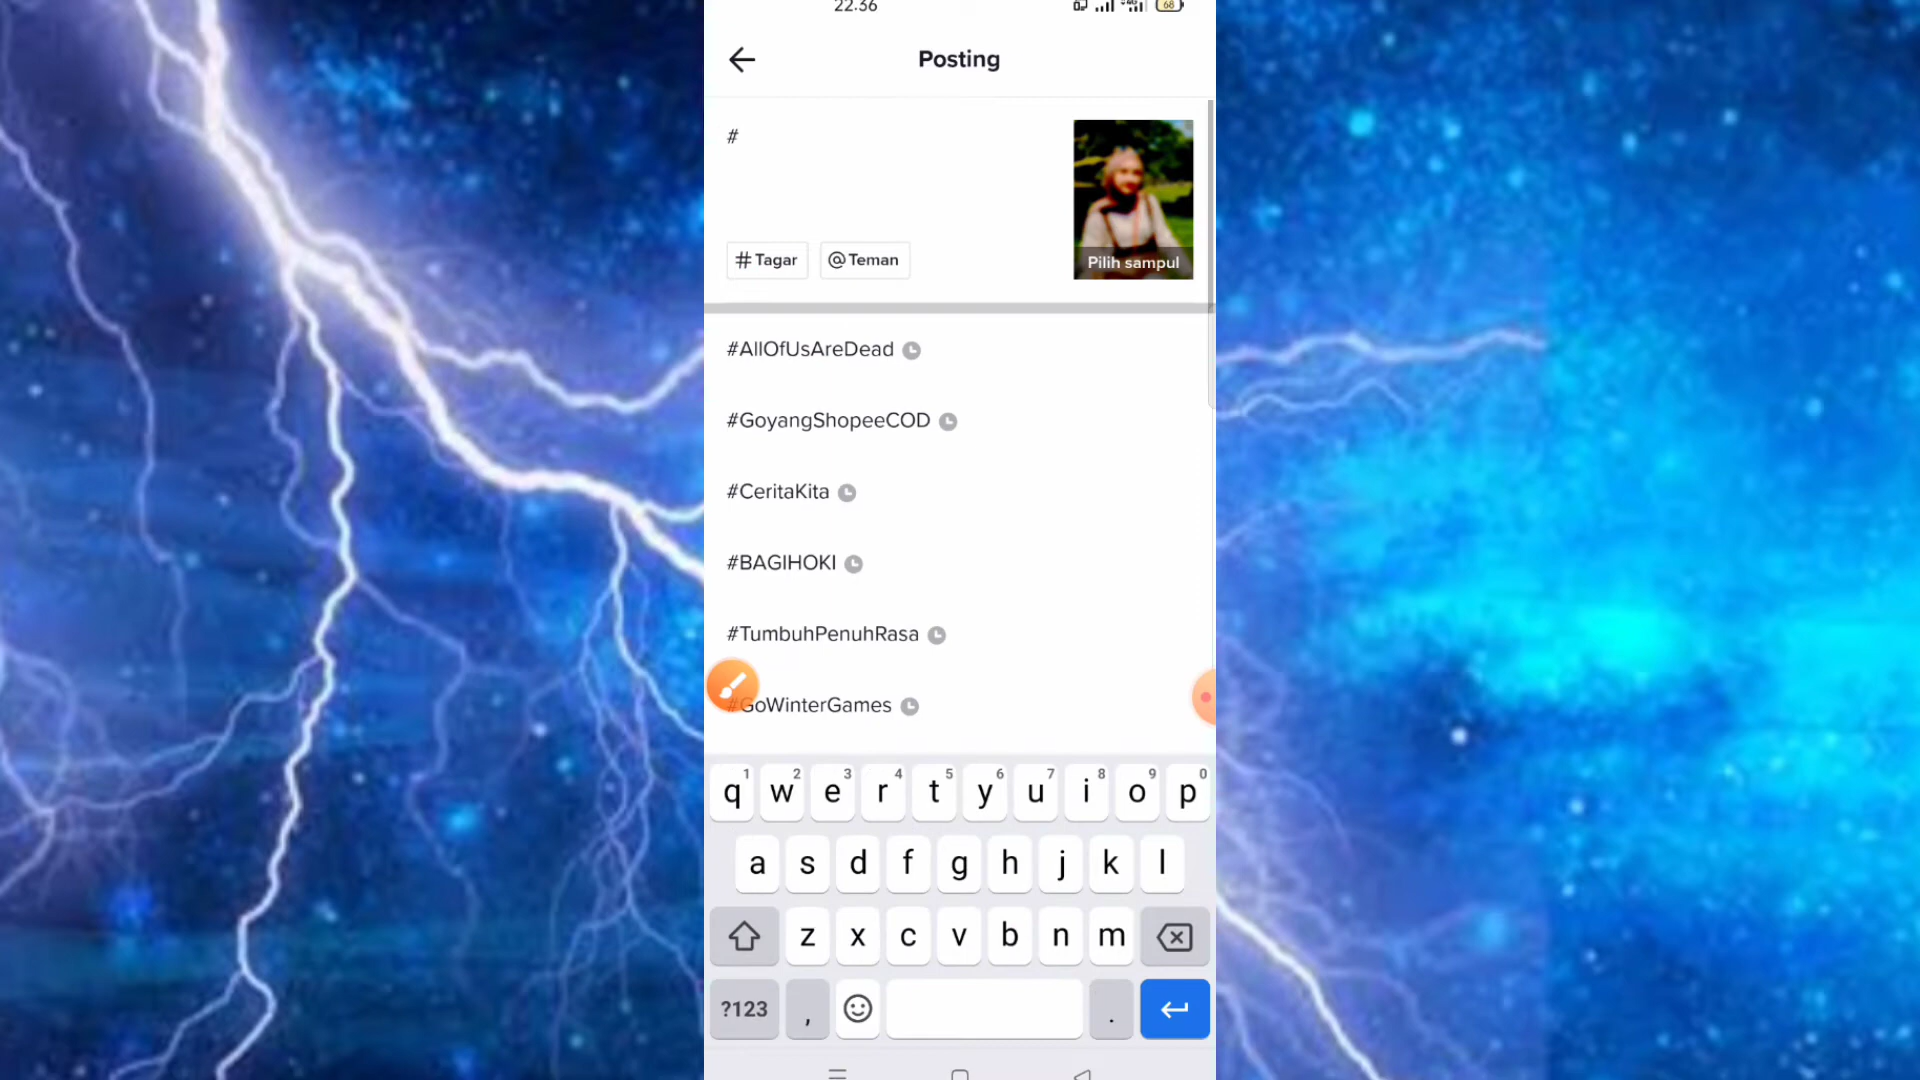 22.36
68
Posting
#
# Tagar
@ Teman
Pilih sampul
#AllOfUsAreDead
#GoyangShopeeCOD
#CeritaKita
#BAGIHOKI
#TumbuhPenuhRasa
#GoWinterGames
1 2 3 4 5 6 7 8 9 0
q w e r t y u i o p
a s d f g h j k l
z x c v b n m
?123 , .